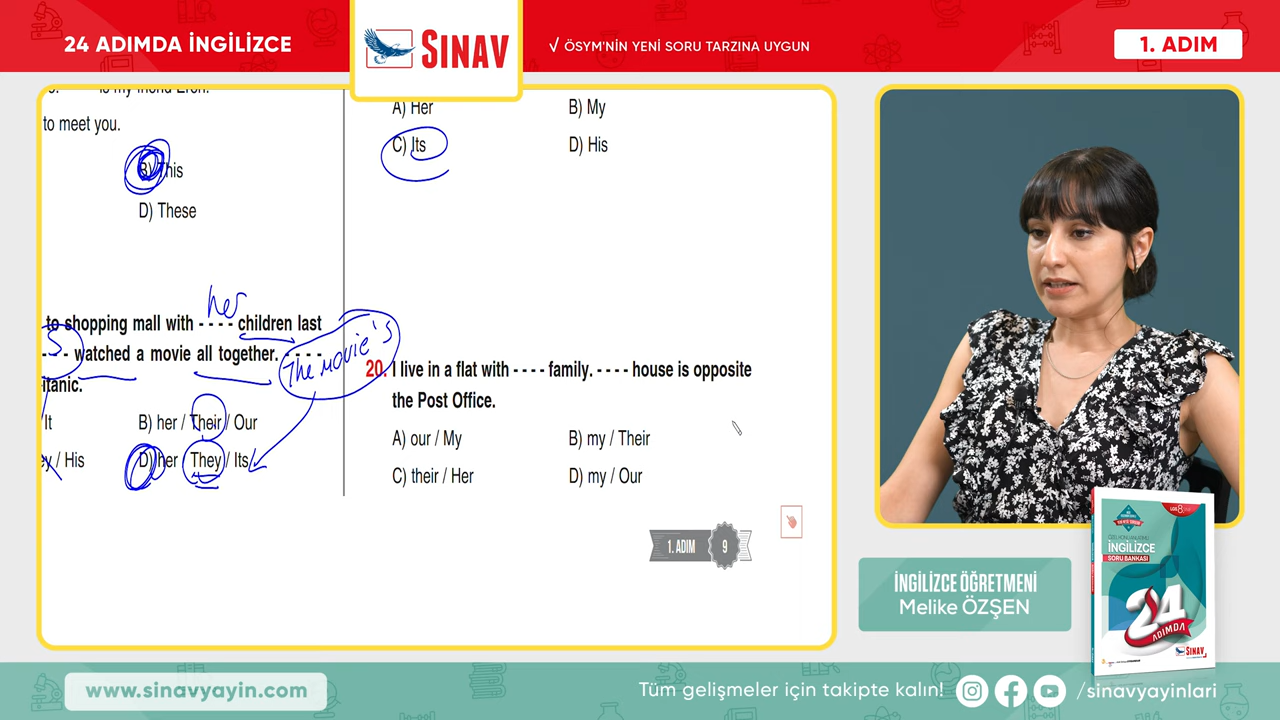 24 ADIMDA İNGİLİZCE
SINAV
√ ÖSYM'NİN YENİ SORU TARZINA UYGUN
1. ADIM
is my friend
to meet you.
B) This
D) These
A) Her
B) My
C) Its
D) His
her
to shopping mall with - - - - children last
S
- - - watched a movie all together. - - - -
The movie's
itanic.
/ It
B) her / Their / Our
ey / His
D) her / They / Its
20. I live in a flat with - - - - family. - - - - house is opposite
the Post Office.
A) our / My
B) my / Their
C) their / Her
D) my / Our
1. ADIM
9
İNGİLİZCE ÖĞRETMENİ
Melike ÖZŞEN
İNGİLİZCE
SORU BANKASI
24
ADIMDA
SINAV
www.sinavyayin.com
Tüm gelişmeler için takipte kalın!
/sinavyayinlari